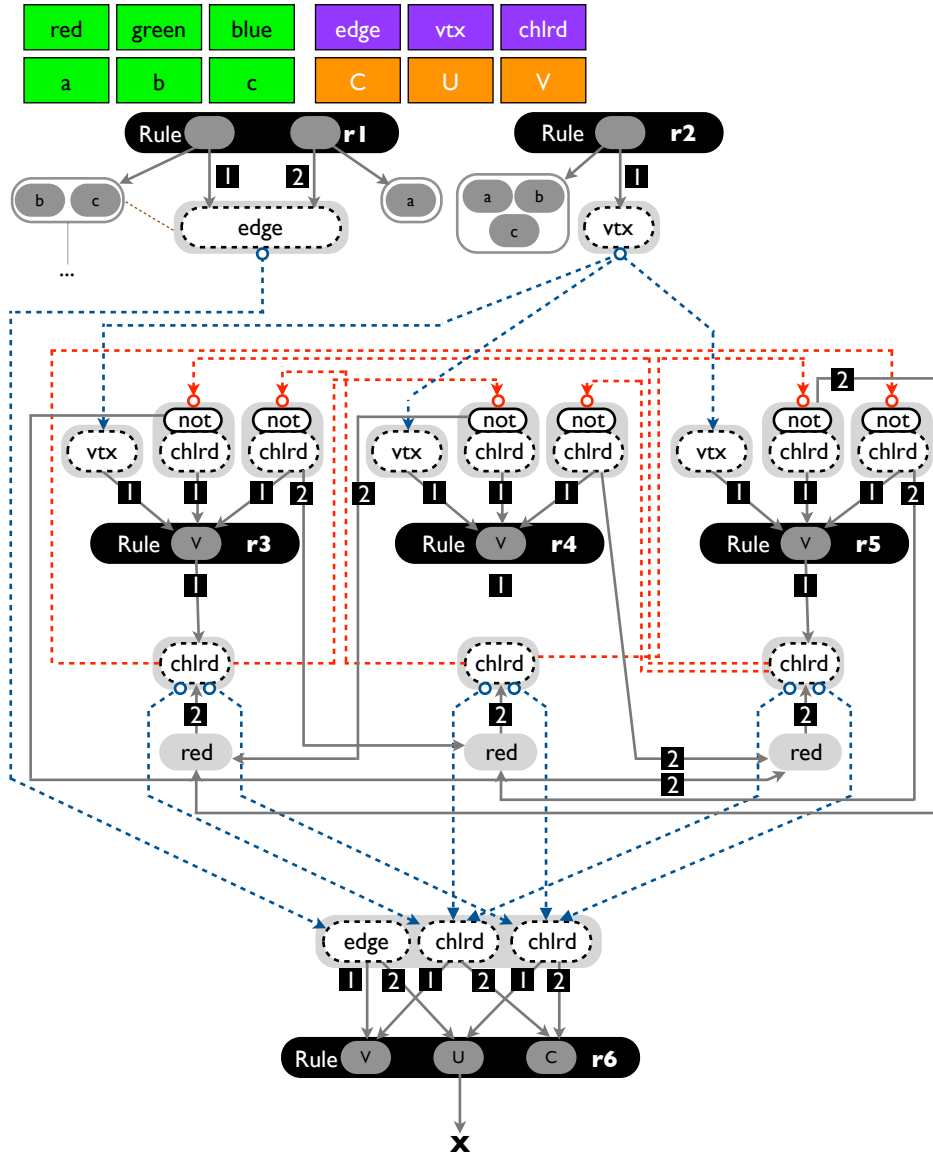 red green blue edge vtx chlrd
a b c C U V
Rule r1 Rule r2
1 2 1
b c a a b
c
edge vtx
...
2
not not not not not not
vtx chlrd chlrd vtx chlrd chlrd vtx chlrd chlrd
1 1 1 2 2 1 1 1 1 1 1 2
Rule V r3 Rule V r4 Rule V r5
1 1 1
chlrd chlrd chlrd
2 2 2
red red 2 red
2
edge chlrd chlrd
1 2 1 2 1 2
Rule V U C r6
x